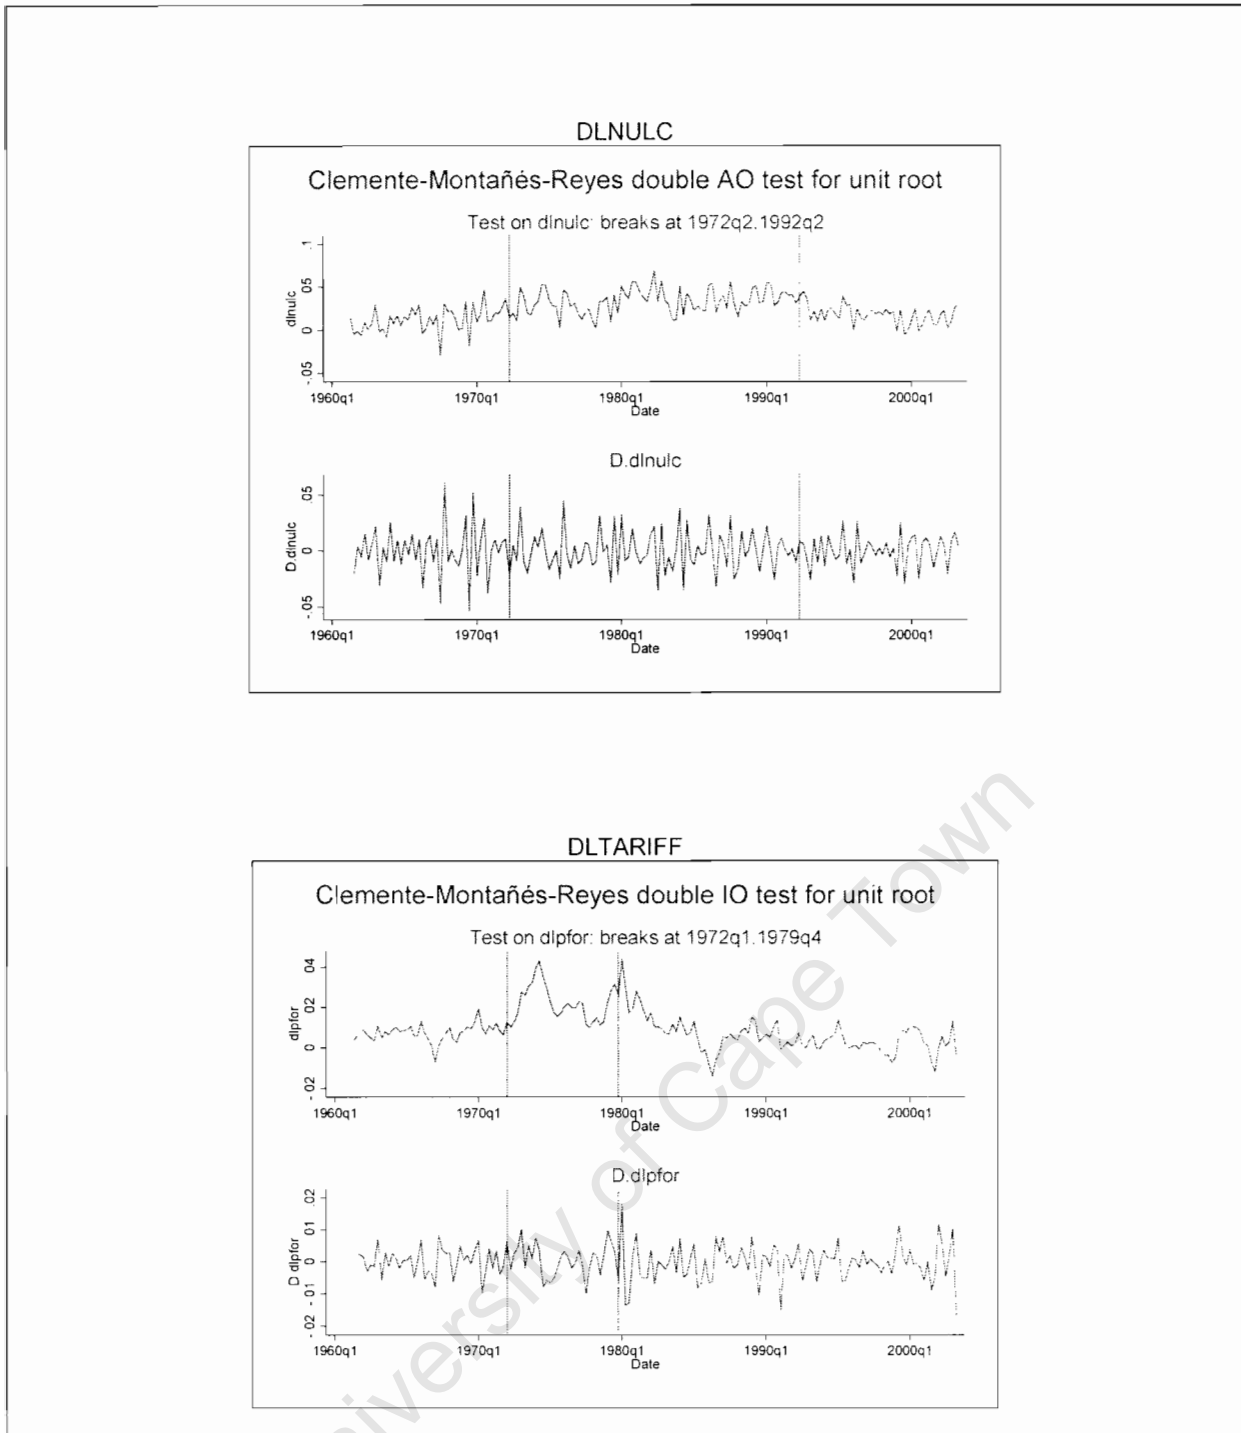 DLNULC
Clemente-Montañés-Reyes double AO test for unit root
Test on dlnulc: breaks at 1972q2,1992q2
dlnulc
.1
.05
0
-.05
1960q1 1970q1 1980q1 1990q1 2000q1
Date
D.dlnulc
D.dlnulc
.05
0
-.05
1960q1 1970q1 1980q1 1990q1 2000q1
Date
DLTARIFF
Clemente-Montañés-Reyes double IO test for unit root
Test on dlpfor: breaks at 1972q1,1979q4
dlpfor
.04
.02
0
-.02
1960q1 1970q1 1980q1 1990q1 2000q1
Date
D.dlpfor
D.dlpfor
.02
.01
0
-.01
-.02
1960q1 1970q1 1980q1 1990q1 2000q1
Date
University of Cape Town